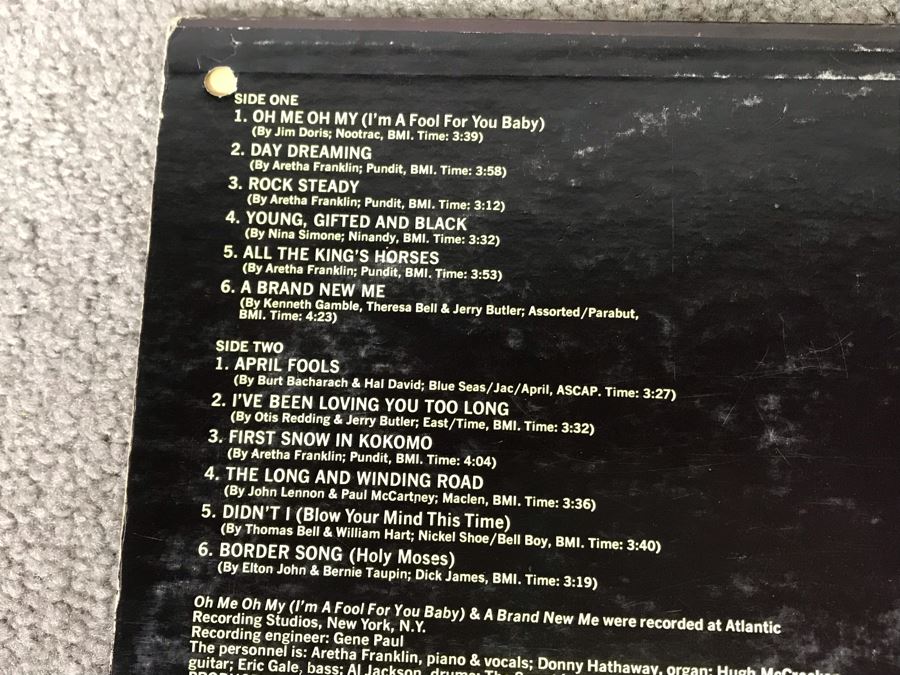 SIDE ONE
1. OH ME OH MY (I'm A Fool For You Baby)
(By Jim Doris; Nootrac, BMI. Time: 3:39)
2. DAY DREAMING
(By Aretha Franklin; Pundit, BMI. Time: 3:58)
3. ROCK STEADY
(By Aretha Franklin; Pundit, BMI. Time: 3:12)
4. YOUNG, GIFTED AND BLACK
(By Nina Simone; Ninandy, BMI. Time: 3:32)
5. ALL THE KING'S HORSES
(By Aretha Franklin; Pundit, BMI. Time: 3:53)
6. A BRAND NEW ME
(By Kenneth Gamble, Theresa Bell & Jerry Butler; Assorted/Parabut,
BMI. Time: 4:23)
SIDE TWO
1. APRIL FOOLS
(By Burt Bacharach & Hal David; Blue Seas/Jac/April, ASCAP. Time: 3:27)
2. I'VE BEEN LOVING YOU TOO LONG
(By Otis Redding & Jerry Butler; East/Time, BMI. Time: 3:32)
3. FIRST SNOW IN KOKOMO
(By Aretha Franklin; Pundit, BMI. Time: 4:04)
4. THE LONG AND WINDING ROAD
(By John Lennon & Paul McCartney; Maclen, BMI. Time: 3:36)
5. DIDN'T I (Blow Your Mind This Time)
(By Thomas Bell & William Hart; Nickel Shoe/Bell Boy, BMI. Time: 3:40)
6. BORDER SONG (Holy Moses)
(By Elton John & Bernie Taupin; Dick James, BMI. Time: 3:19)
Oh Me Oh My (I'm A Fool For You Baby) & A Brand New Me were recorded at Atlantic
Recording Studios, New York, N.Y.
Recording engineer: Gene Paul
The personnel is: Aretha Franklin, piano & vocals; Donny Hathaway, organ; Hugh McCracken,
guitar; Eric Gale, bass; Al Jackson, drums; The Sweet